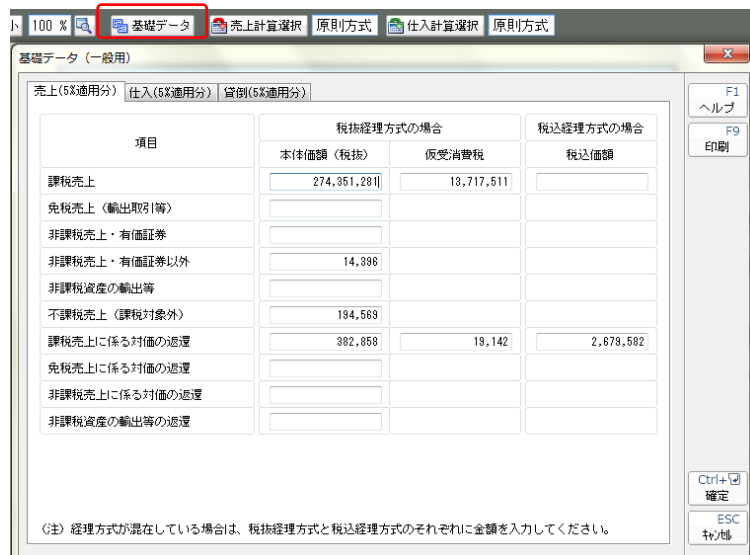 100 % 基礎データ 売上計算選択 原則方式 仕入計算選択 原則方式
基礎データ（一般用）
売上(5%適用分) 仕入(5%適用分) 貸倒(5%適用分)
F1
ヘルプ
F9
印刷
項目 税抜経理方式の場合 税込経理方式の場合
本体価額（税抜） 仮受消費税 税込価額
課税売上 274,351,281 13,717,511
免税売上（輸出取引等）
非課税売上・有価証券
非課税売上・有価証券以外 14,396
非課税資産の輸出等
不課税売上（課税対象外） 194,569
課税売上に係る対価の返還 382,858 19,142 2,679,582
免税売上に係る対価の返還
非課税売上に係る対価の返還
非課税資産の輸出等の返還
（注）経理方式が混在している場合は、税抜経理方式と税込経理方式のそれぞれに金額を入力してください。
Ctrl+
確定
ESC
ｷｬﾝｾﾙ